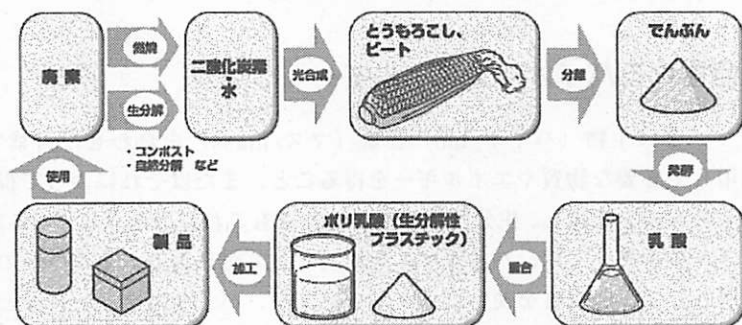 廃棄
燃焼
生分解
・コンポスト
・自然分解 など
二酸化炭素
・
水
光合成
とうもろこし、
ビート
分離
でんぷん
発酵
乳酸
重合
ポリ乳酸(生分解性
プラスチック)
加工
製品
使用